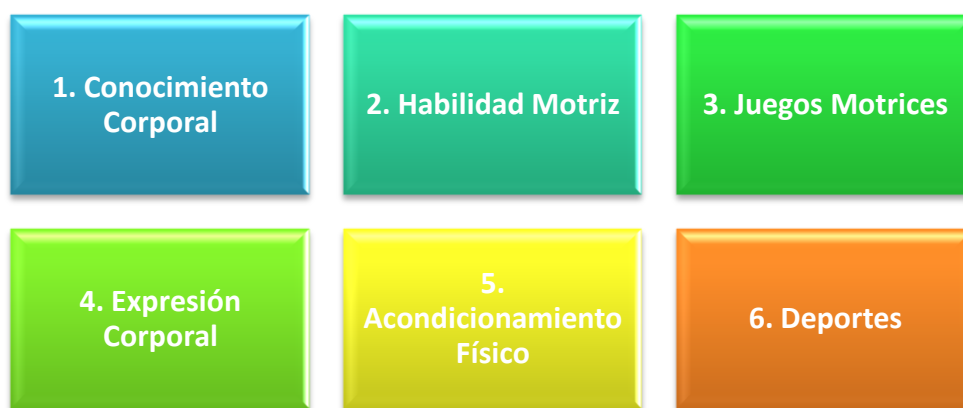 1. Conocimiento
Corporal
2. Habilidad Motriz
3. Juegos Motrices
4. Expresión
Corporal
5.
Acondicionamiento
Físico
6. Deportes